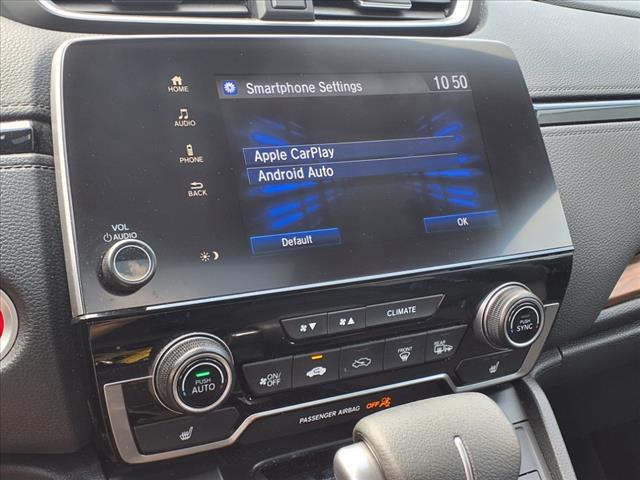 Smartphone Settings 10 50
HOME
AUDIO
PHONE
BACK
Apple CarPlay
Android Auto
Default OK
VOL
AUDIO
CLIMATE
PUSH
AUTO
ON/
OFF
FRONT
REAR
PUSH
SYNC
PASSENGER AIRBAG OFF